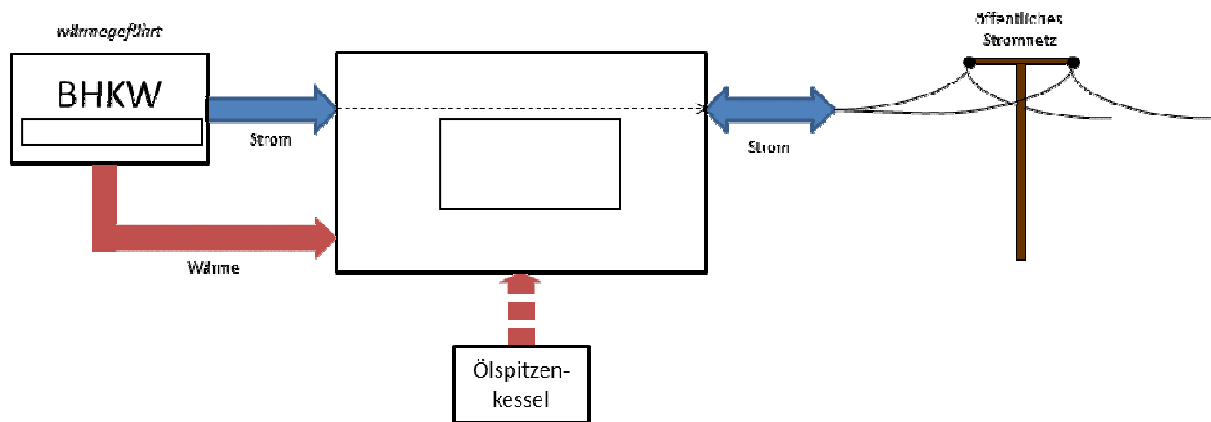 wärmegeführt
BHKW
Strom
Wärme
Ölspitzen-
kessel
Strom
öffentliches
Stromnetz